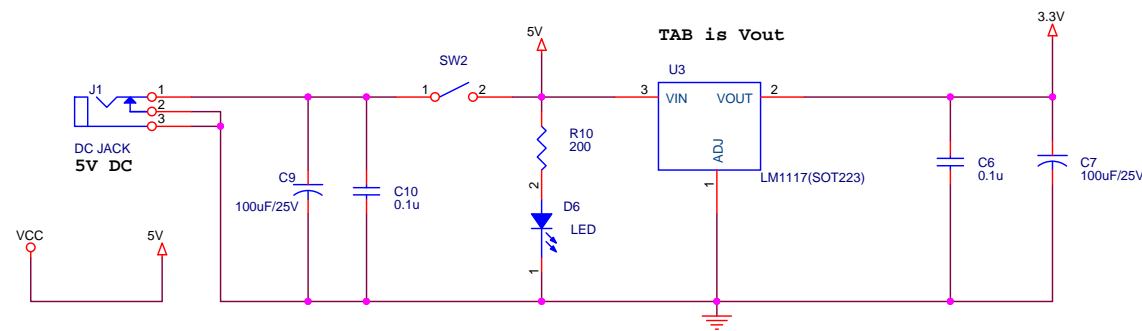 5V
TAB is Vout
3.3V
SW2
U3
J1
1
2
3
1
2
3
VIN
VOUT
2
DC JACK
5V DC
R10
200
ADJ
LM1117(SOT223)
1
C9
100uF/25V
C10
0.1u
2
D6
LED
1
C6
0.1u
C7
100uF/25V
VCC
5V